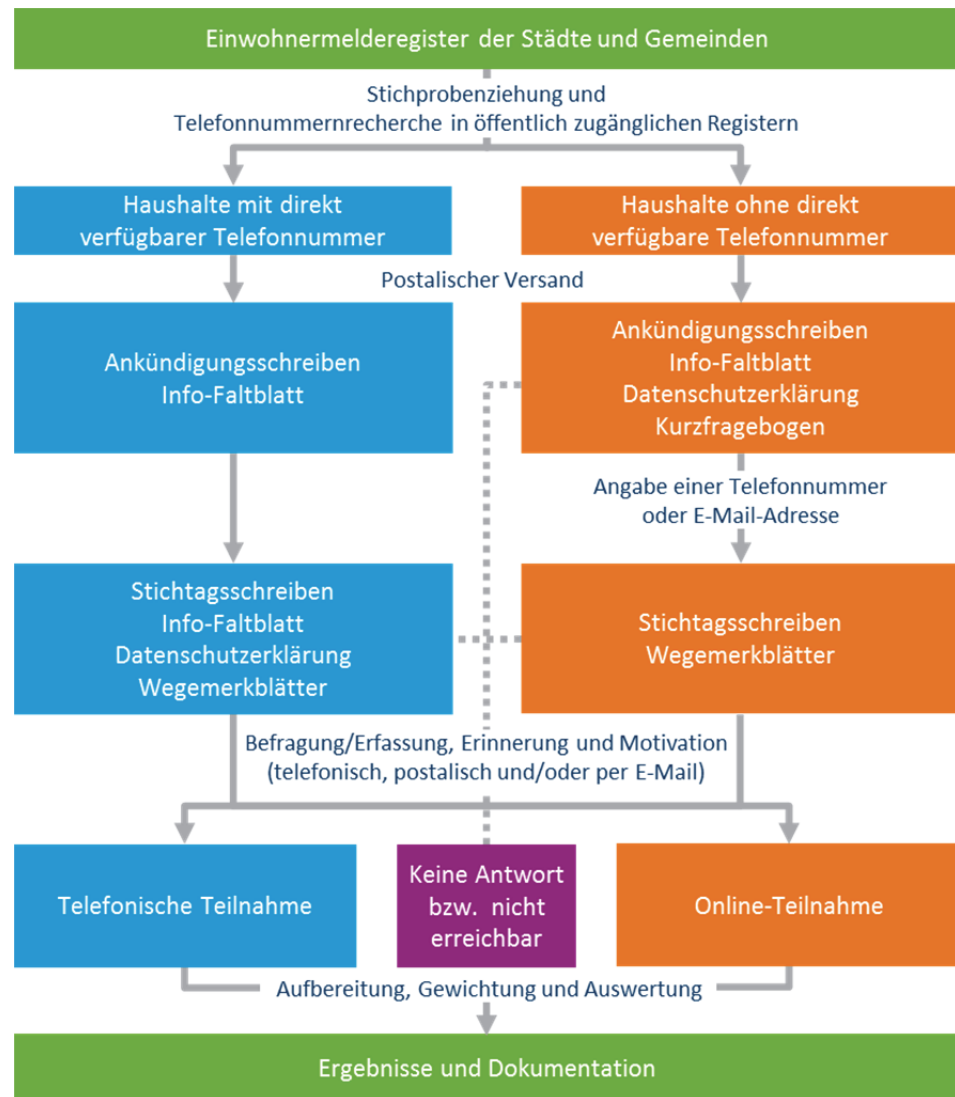 Einwohnermelderegister der Städte und Gemeinden
Stichprobenziehung und
Telefonnummernrecherche in öffentlich zugänglichen Registern
Haushalte mit direkt
verfügbarer Telefonnummer
Haushalte ohne direkt
verfügbare Telefonnummer
Postalischer Versand
Ankündigungsschreiben
Info-Faltblatt
Ankündigungsschreiben
Info-Faltblatt
Datenschutzerklärung
Kurzfragebogen
Angabe einer Telefonnummer
oder E-Mail-Adresse
Stichtagsschreiben
Info-Faltblatt
Datenschutzerklärung
Wegemerkblätter
Stichtagsschreiben
Wegemerkblätter
Befragung/Erfassung, Erinnerung und Motivation
(telefonisch, postalisch und/oder per E-Mail)
Telefonische Teilnahme
Keine Antwort
bzw. nicht
erreichbar
Online-Teilnahme
Aufbereitung, Gewichtung und Auswertung
Ergebnisse und Dokumentation